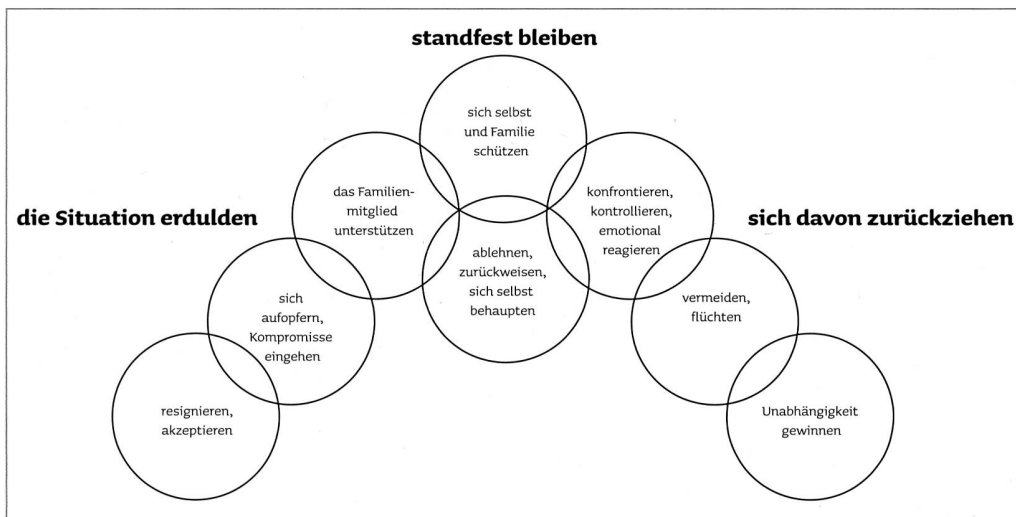 standfest bleiben
sich selbst
und Familie
schützen
das Familien-
mitglied
unterstützen
konfrontieren,
kontrollieren,
emotional
reagieren
die Situation erdulden
sich davon zurückziehen
ablehnen,
zurückweisen,
sich selbst
behaupten
sich
aufopfern,
Kompromisse
eingehen
vermeiden,
flüchten
resignieren,
akzeptieren
Unabhängigkeit
gewinnen